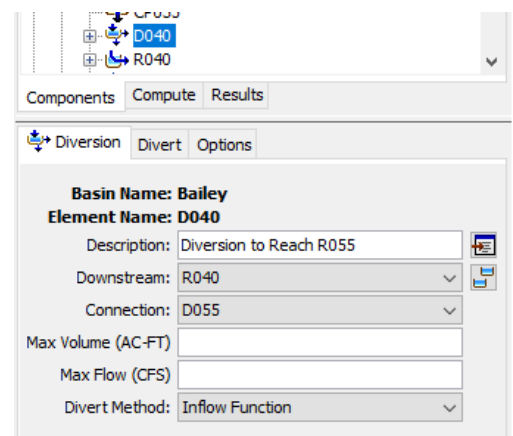 CP055
D040
R040
Components Compute Results
Diversion Divert Options
Basin Name: Bailey
Element Name: D040
Description: Diversion to Reach R055
Downstream: R040
Connection: D055
Max Volume (AC-FT)
Max Flow (CFS)
Divert Method: Inflow Function